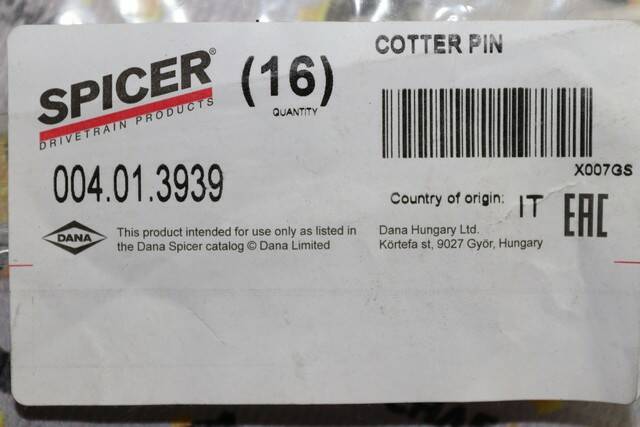 SPICER®
DRIVETRAIN PRODUCTS
(16)
QUANTITY
COTTER PIN
X007GS
004.01.3939
Country of origin: IT
EAC
DANA
This product intended for use only as listed in
the Dana Spicer catalog © Dana Limited
Dana Hungary Ltd.
Körtefa st, 9027 Győr, Hungary